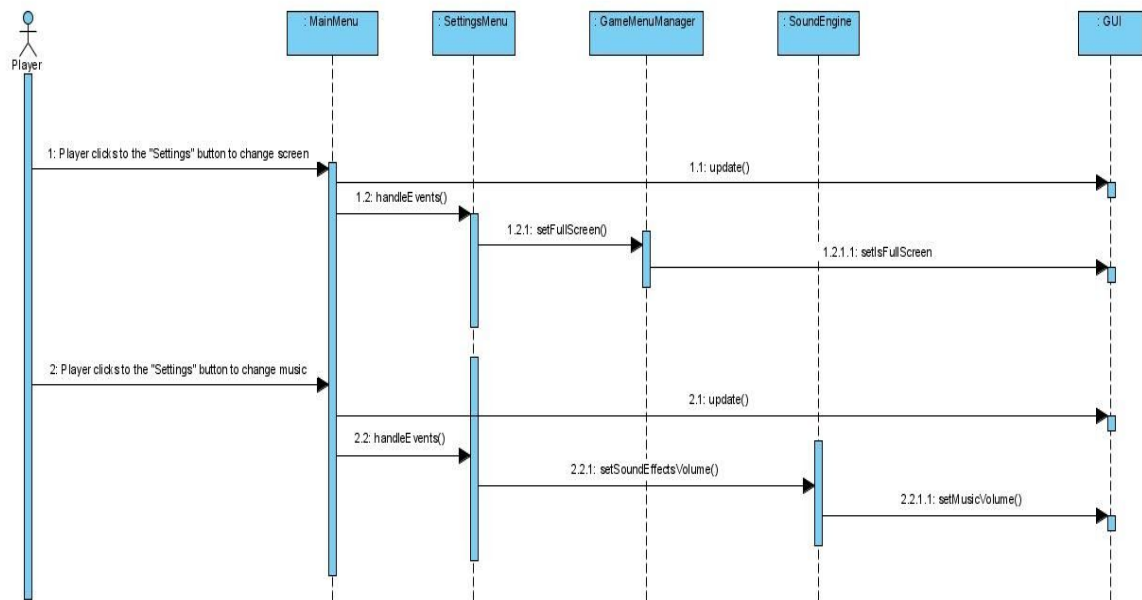 : MainMenu
: SettingsMenu
: GameMenuManager
: SoundEngine
: GUI
Player
1: Player clicks to the "Settings" button to change screen
1.1: update()
1.2: handleEvents()
1.2.1: setFullScreen()
1.2.1.1: setIsFullScreen
2: Player clicks to the "Settings" button to change music
2.1: update()
2.2: handleEvents()
2.2.1: setSoundEffectsVolume()
2.2.1.1: setMusicVolume()